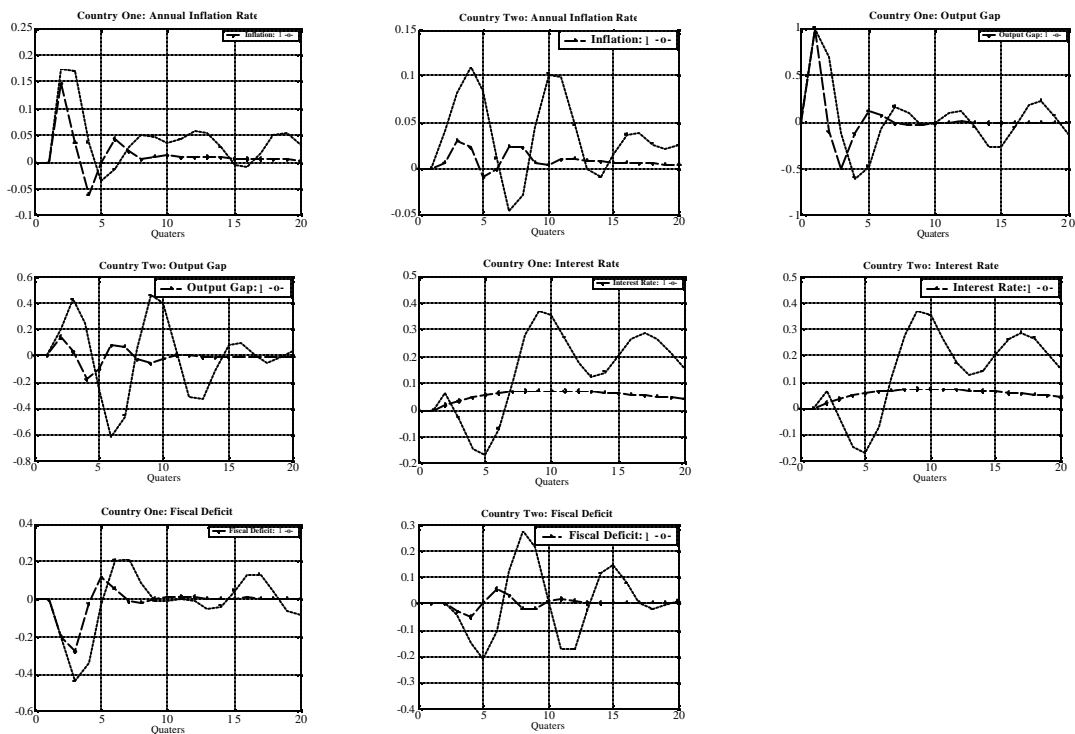 Country One: Annual Inflation Rate
0.25
0.2
0.15
0.1
0.05
0
-0.05
-0.1
Inflation: 1 -o-
0 5 10 15 20
Quaters
Country Two: Annual Inflation Rate
0.15
0.1
0.05
0
-0.05
Inflation: 1 -o-
0 5 10 15 20
Quaters
Country One: Output Gap
1
0.5
0
-0.5
-1
Output Gap: 1 -o-
0 5 10 15 20
Quaters
Country Two: Output Gap
0.6
0.4
0.2
0
-0.2
-0.4
-0.6
-0.8
Output Gap: 1 -o-
0 5 10 15 20
Quaters
Country One: Interest Rate
0.5
0.4
0.3
0.2
0.1
0
-0.1
-0.2
Interest Rate: 1 -o-
0 5 10 15 20
Quaters
Country Two: Interest Rate
0.5
0.4
0.3
0.2
0.1
0
-0.1
-0.2
Interest Rate: 1 -o-
0 5 10 15 20
Quaters
Country One: Fiscal Deficit
0.4
0.2
0
-0.2
-0.4
-0.6
Fiscal Deficit: 1 -o-
0 5 10 15 20
Quaters
Country Two: Fiscal Deficit
0.3
0.2
0.1
0
-0.1
-0.2
-0.3
-0.4
Fiscal Deficit: 1 -o-
0 5 10 15 20
Quaters